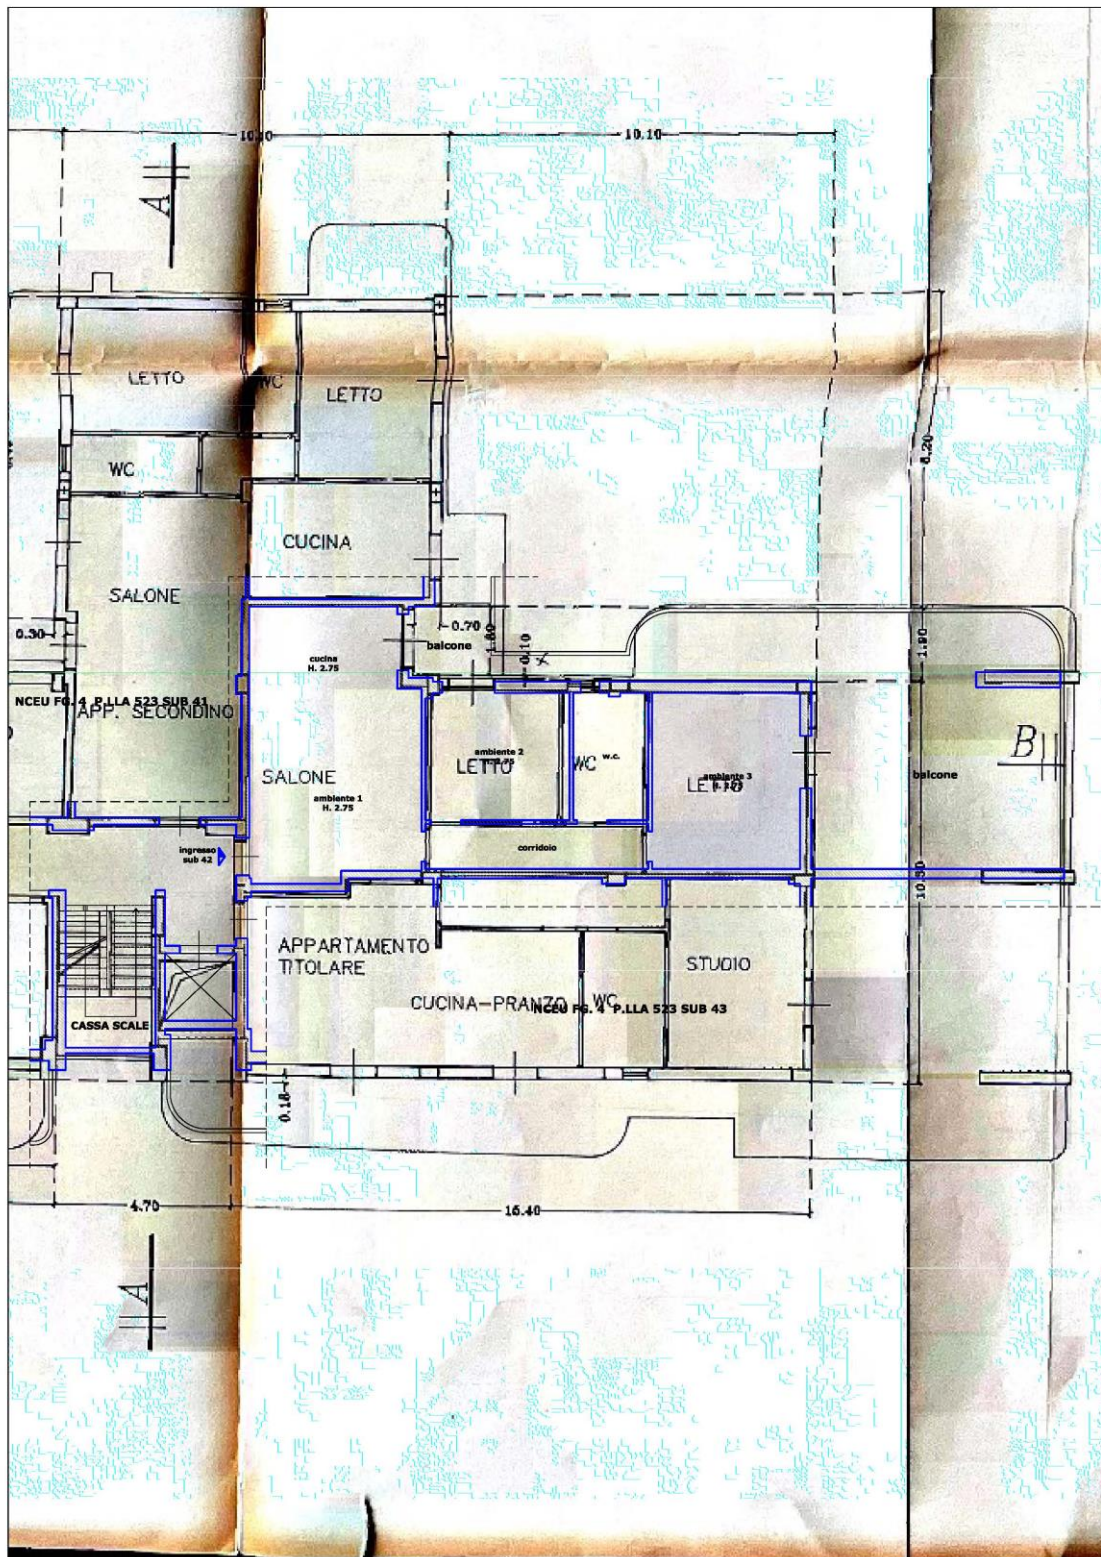 10.10
10.10
A
LETTO
WC
LETTO
WC
8.20
CUCINA
SALONE
0.30
cucina
H. 2.75
0.70
1.80
balcone
0.10
1.90
NCEU FG. 4 P.LLA 523 SUB 41
APP. SECONDINO
SALONE
ambiente 1
H. 2.75
ambiente 2
LETTO
WC
w.c.
ambiente 3
LETTO
B
balcone
ingresso
sub 42
corridoio
APPARTAMENTO
TITOLARE
CUCINA-PRANZO
WC
STUDIO
NCEU FG. 4 P.LLA 523 SUB 43
CASSA SCALE
0.18
4.70
A